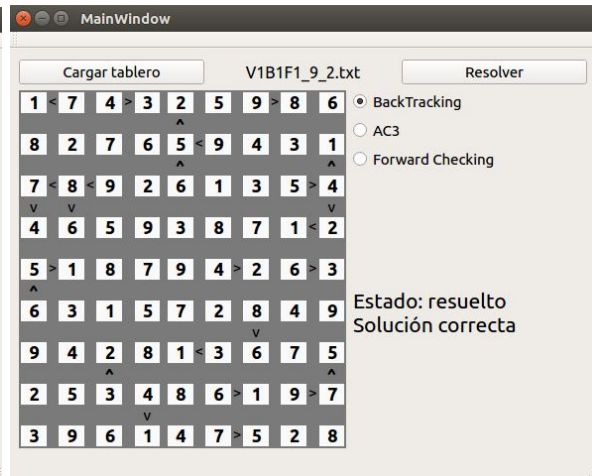 MainWindow
Cargar tablero V1B1F1_9_2.txt Resolver
BackTracking
AC3
Forward Checking
1 < 7 4 > 3 2 5 9 > 8 6
^
8 2 7 6 5 < 9 4 3 1
^ ^
7 < 8 < 9 2 6 1 3 5 > 4
v v v
4 6 5 9 3 8 7 1 < 2
5 > 1 8 7 9 4 > 2 6 > 3
^
6 3 1 5 7 2 8 4 9
v
9 4 2 8 1 < 3 6 7 5
^ ^
2 5 3 4 8 6 > 1 9 > 7
v
3 9 6 1 4 7 > 5 2 8
Estado: resuelto
Solución correcta